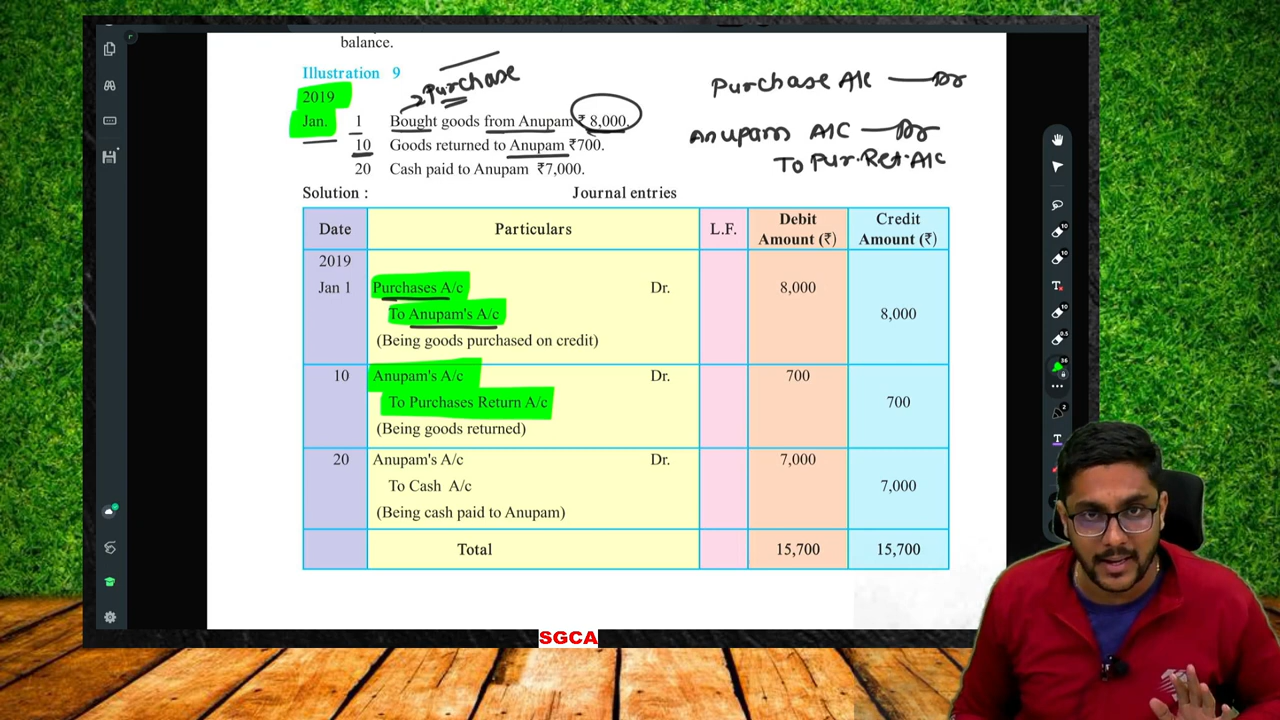 balance.
Illustration 9
Purchase
Purchase A/c Dr
2019
Jan. 1 Bought goods from Anupam ₹ 8,000.
Anupam A/C Dr
10 Goods returned to Anupam ₹700.
To Pur. Ret. A/C
20 Cash paid to Anupam ₹7,000.
Solution : Journal entries
Date Particulars L.F. Debit Amount (₹) Credit Amount (₹)
2019
Jan 1 Purchases A/c Dr. 8,000
To Anupam's A/c 8,000
(Being goods purchased on credit)
10 Anupam's A/c Dr. 700
To Purchases Return A/c 700
(Being goods returned)
20 Anupam's A/c Dr. 7,000
To Cash A/c 7,000
(Being cash paid to Anupam)
Total 15,700 15,700
SGCA